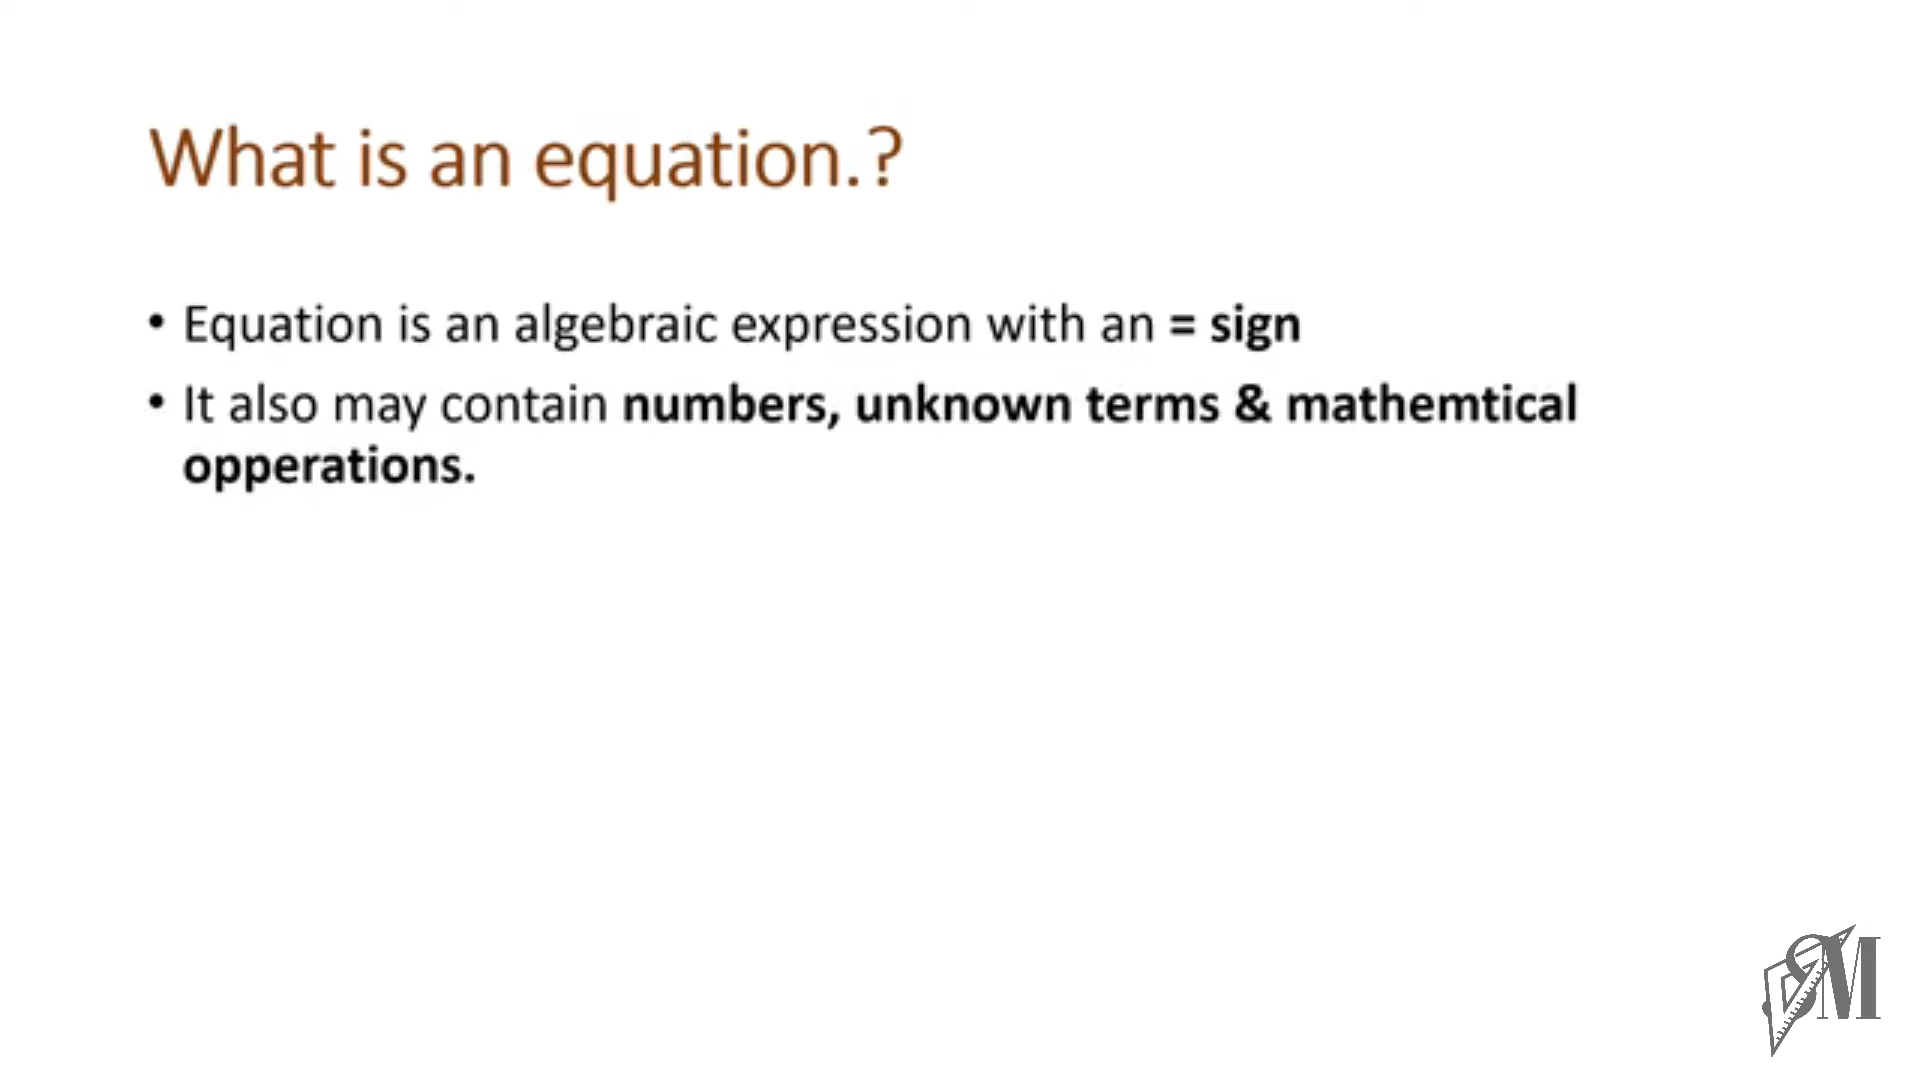 What is an equation.?
• Equation is an algebraic expression with an = sign
• It also may contain numbers, unknown terms & mathemtical
opperations.
SM